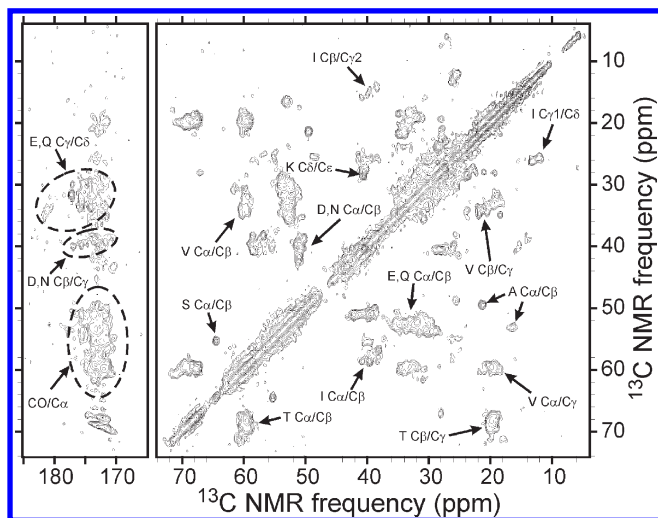 I Cβ/Cγ2
I Cγ1/Cδ
E,Q Cγ/Cδ
K Cδ/Cε
D,N Cα/Cβ
V Cα/Cβ
V Cβ/Cγ
D,N Cβ/Cγ
E,Q Cα/Cβ
A Cα/Cβ
S Cα/Cβ
CO/Cα
I Cα/Cβ
V Cα/Cγ
T Cα/Cβ
T Cβ/Cγ
10
20
30
40
50
60
70
13C NMR frequency (ppm)
180 170 70 60 50 40 30 20 10
13C NMR frequency (ppm)